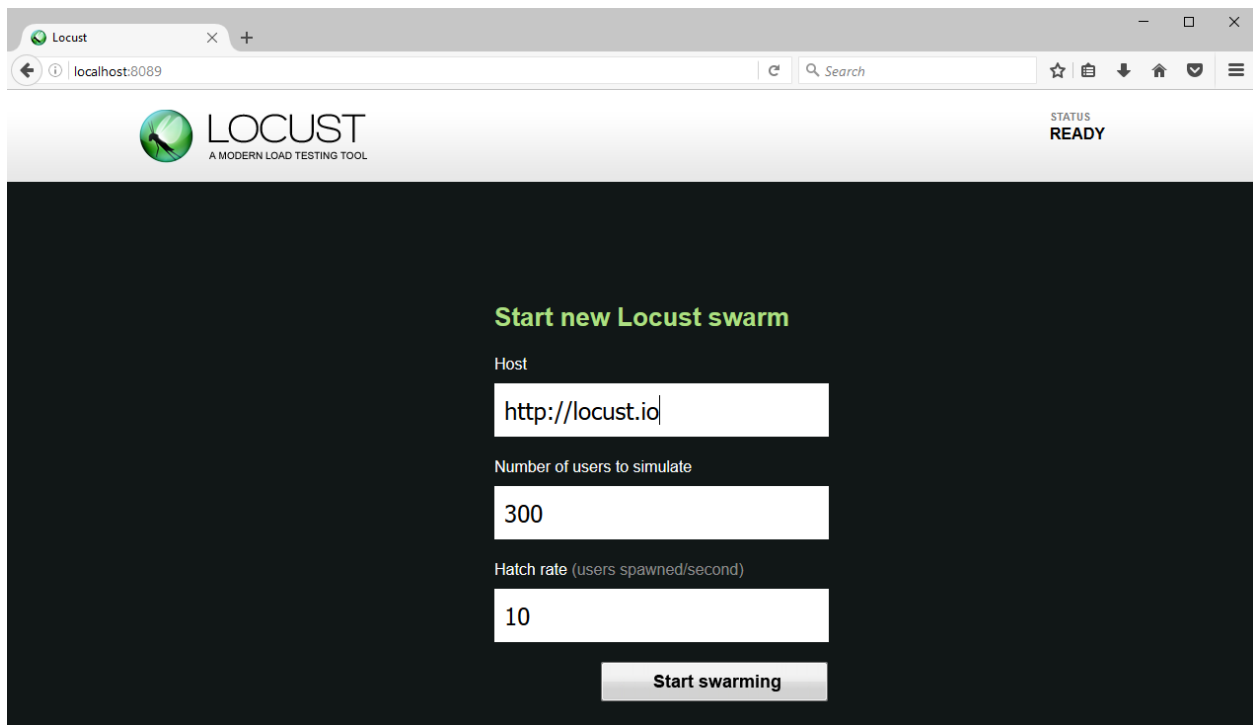 Locust
localhost:8089
Search
LOCUST
A MODERN LOAD TESTING TOOL
STATUS
READY
Start new Locust swarm
Host
http://locust.io
Number of users to simulate
300
Hatch rate (users spawned/second)
10
Start swarming